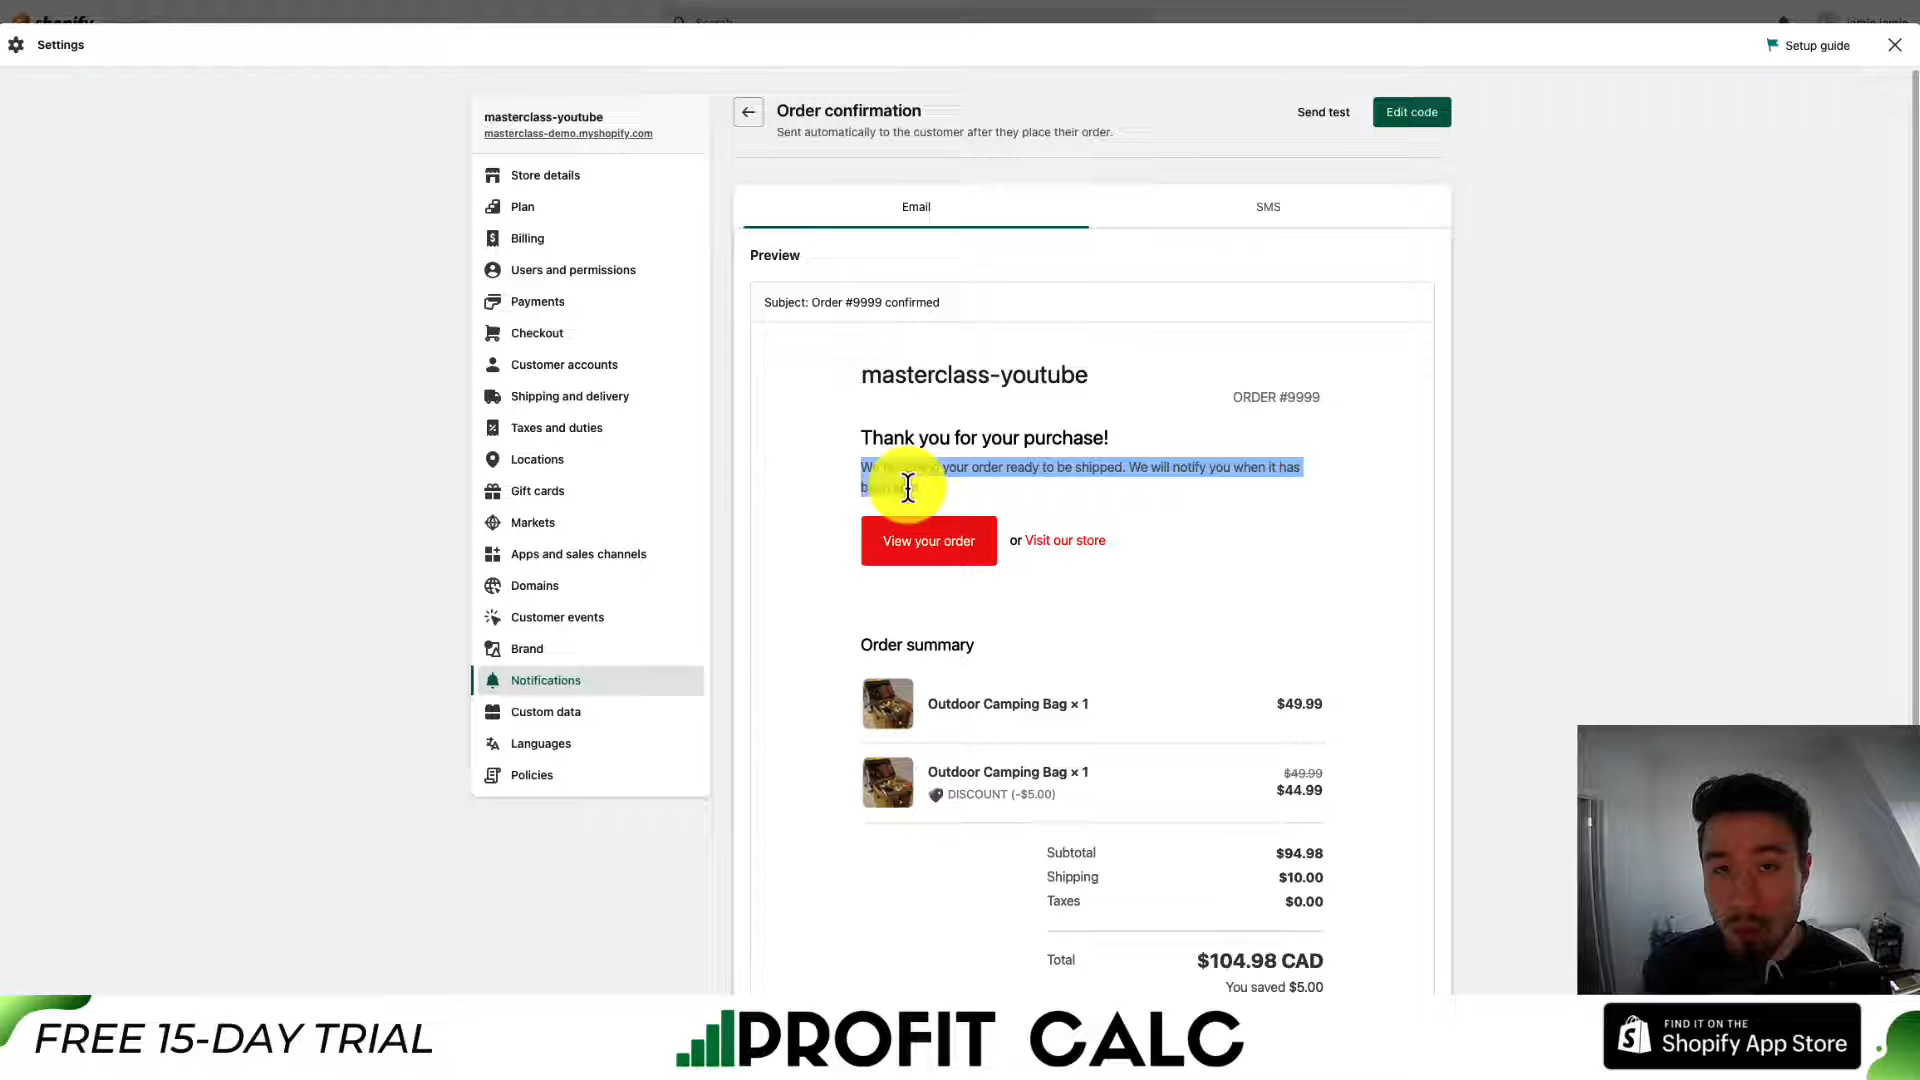 shopify
Search
Settings
Setup guide
masterclass-youtube
masterclass-demo.myshopify.com
Store details
Plan
Billing
Users and permissions
Payments
Checkout
Customer accounts
Shipping and delivery
Taxes and duties
Locations
Gift cards
Markets
Apps and sales channels
Domains
Customer events
Brand
Notifications
Custom data
Languages
Policies
Order confirmation
Sent automatically to the customer after they place their order.
Send test
Edit code
Email
SMS
Preview
Subject: Order #9999 confirmed
masterclass-youtube
ORDER #9999
Thank you for your purchase!
your order ready to be shipped. We will notify you when it has
View your order
or Visit our store
Order summary
Outdoor Camping Bag × 1
$49.99
Outdoor Camping Bag × 1
$49.99
DISCOUNT (-$5.00)
$44.99
Subtotal
$94.98
Shipping
$10.00
Taxes
$0.00
Total
$104.98 CAD
You saved $5.00
FREE 15-DAY TRIAL
PROFIT CALC
FIND IT ON THE
Shopify App Store